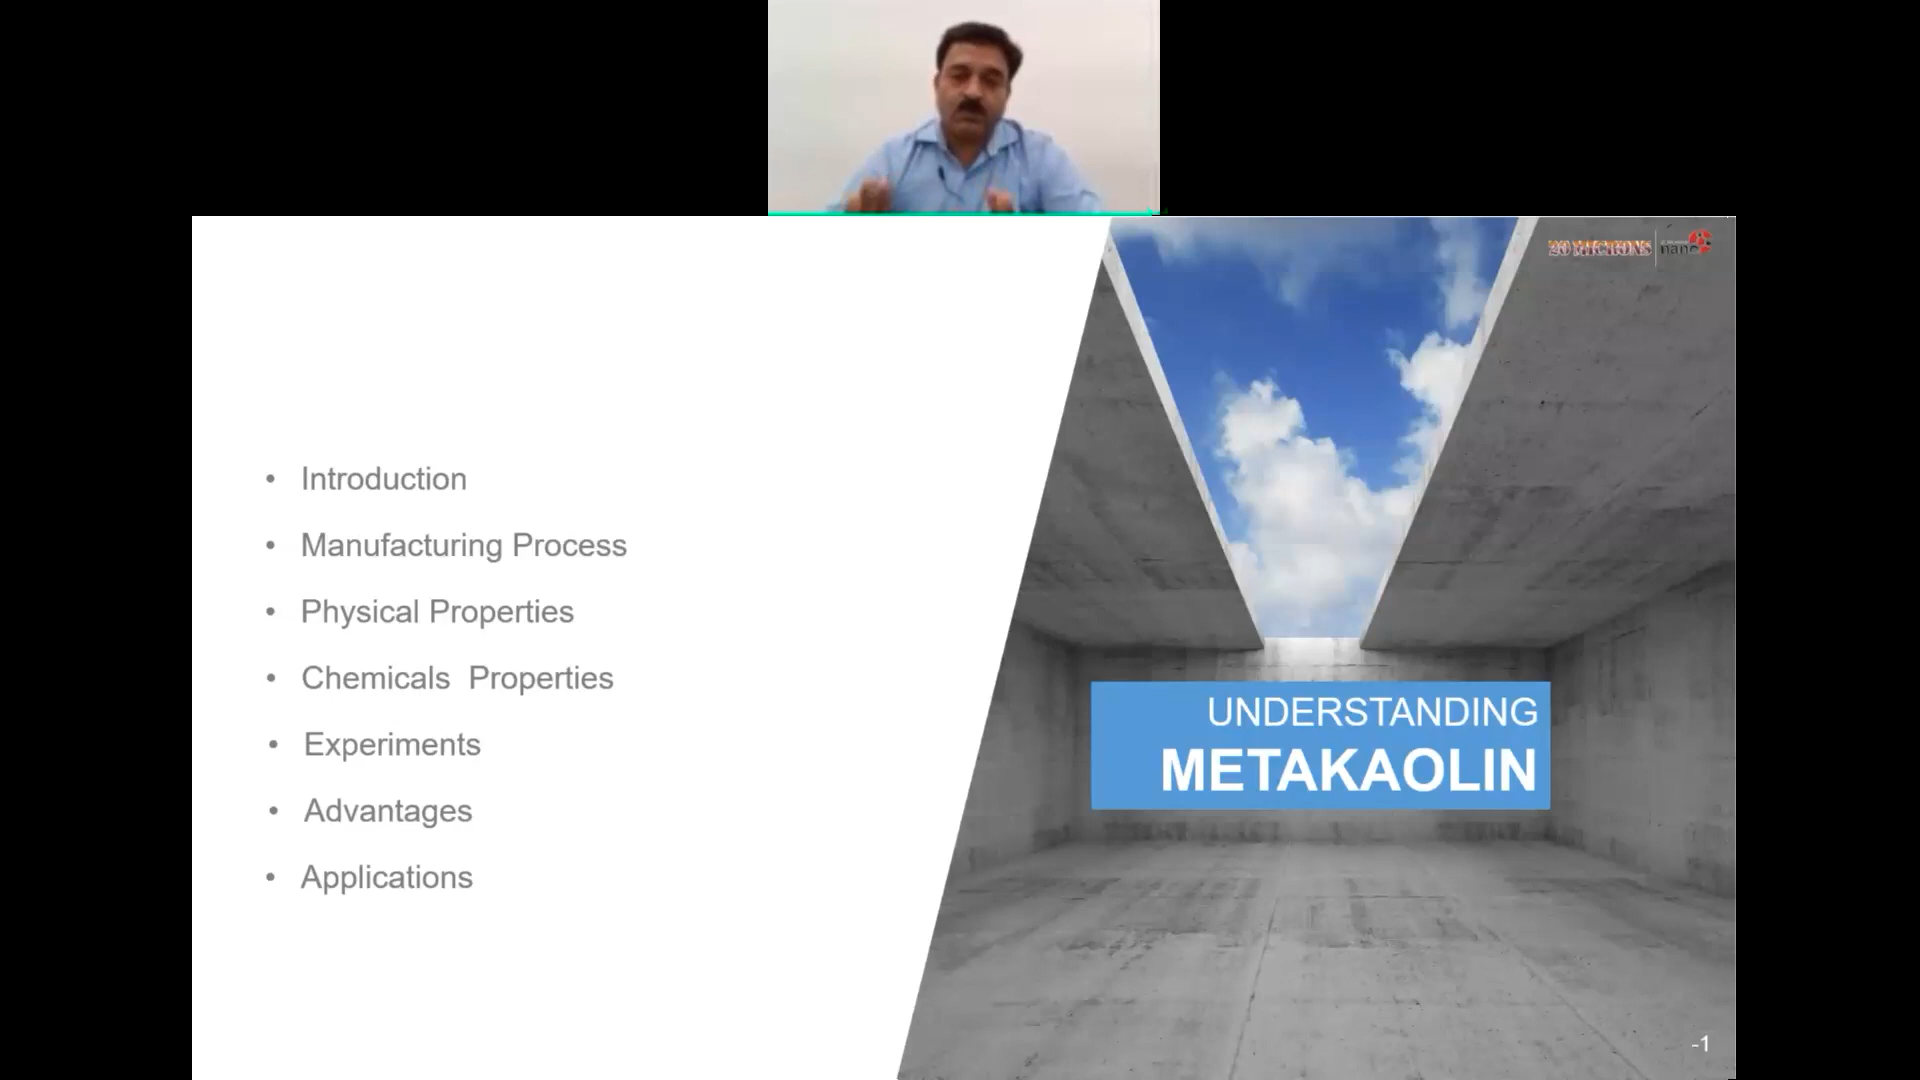 20 MICRONS
nano
• Introduction
• Manufacturing Process
• Physical Properties
• Chemicals  Properties
• Experiments
• Advantages
• Applications
UNDERSTANDING
METAKAOLIN
-1